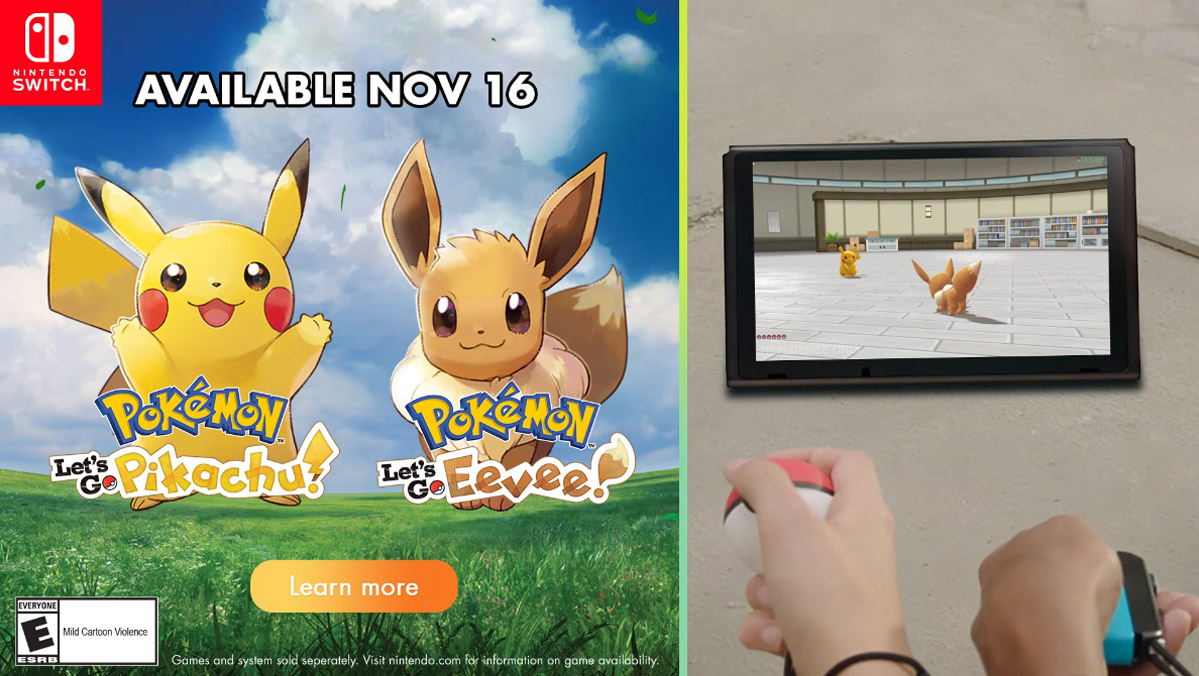 NINTENDO
SWITCH
AVAILABLE NOV 16
POKéMON
Let's Go Pikachu!
POKéMON
Let's Go Eevee!
Learn more
EVERYONE
E
ESRB
Mild Cartoon Violence
Games and system sold seperately. Visit nintendo.com for information on game availability.